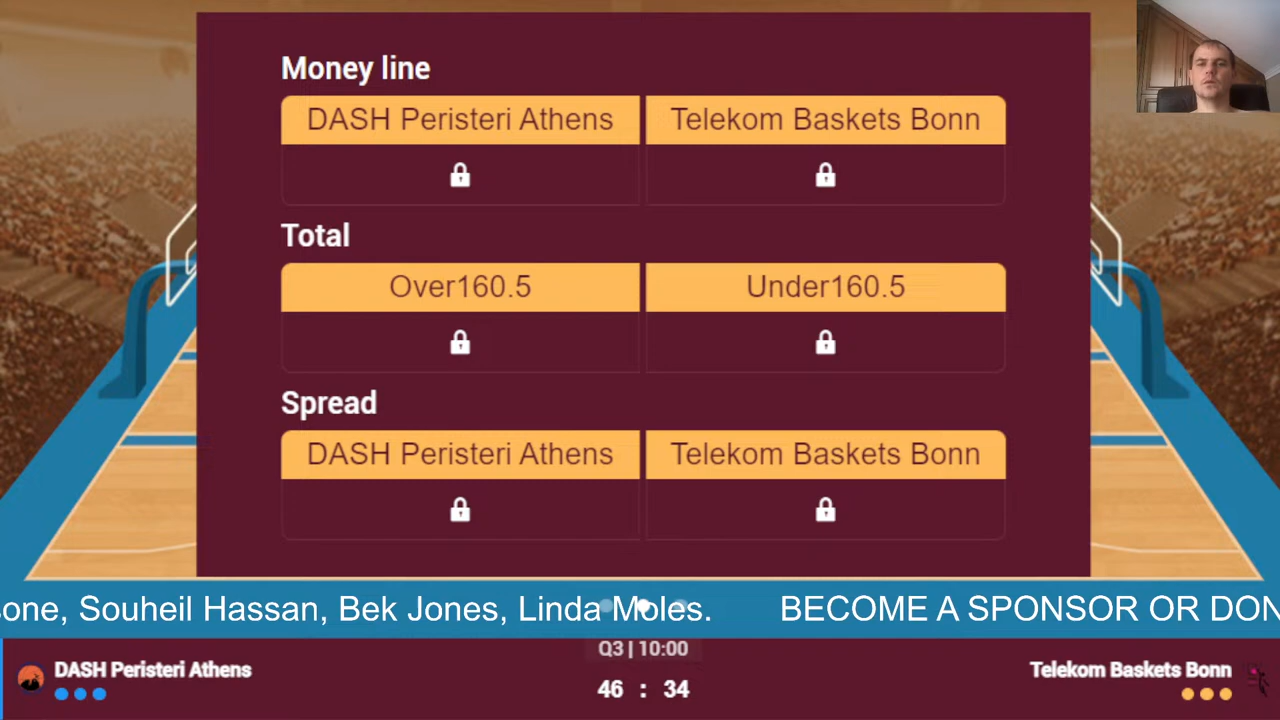 Money line
DASH Peristeri Athens
Telekom Baskets Bonn
Total
Over160.5
Under160.5
Spread
DASH Peristeri Athens
Telekom Baskets Bonn
Souheil Hassan, Bek Jones, Linda Moles. BECOME A SPONSOR OR
Q3 | 10:00
DASH Peristeri Athens
46 : 34
Telekom Baskets Bonn